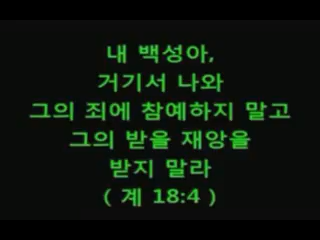 내 백성아,
거기서 나와
그의 죄에 참예하지 말고
그의 받을 재앙을
받지 말라
( 계 18:4 )